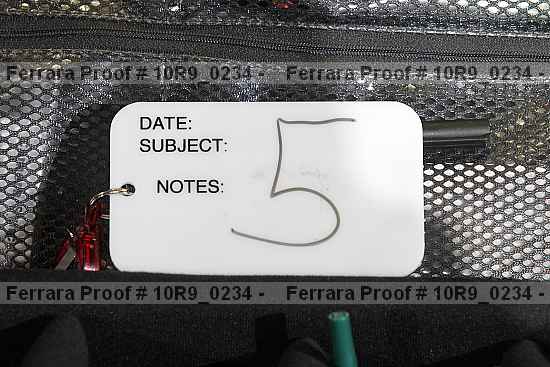 Ferrara Proof # 10R9_0234 - Ferrara Proof # 10R9_0234 -
DATE:
SUBJECT:
NOTES:
5
Ferrara Proof # 10R9_0234 - Ferrara Proof # 10R9_0234 -